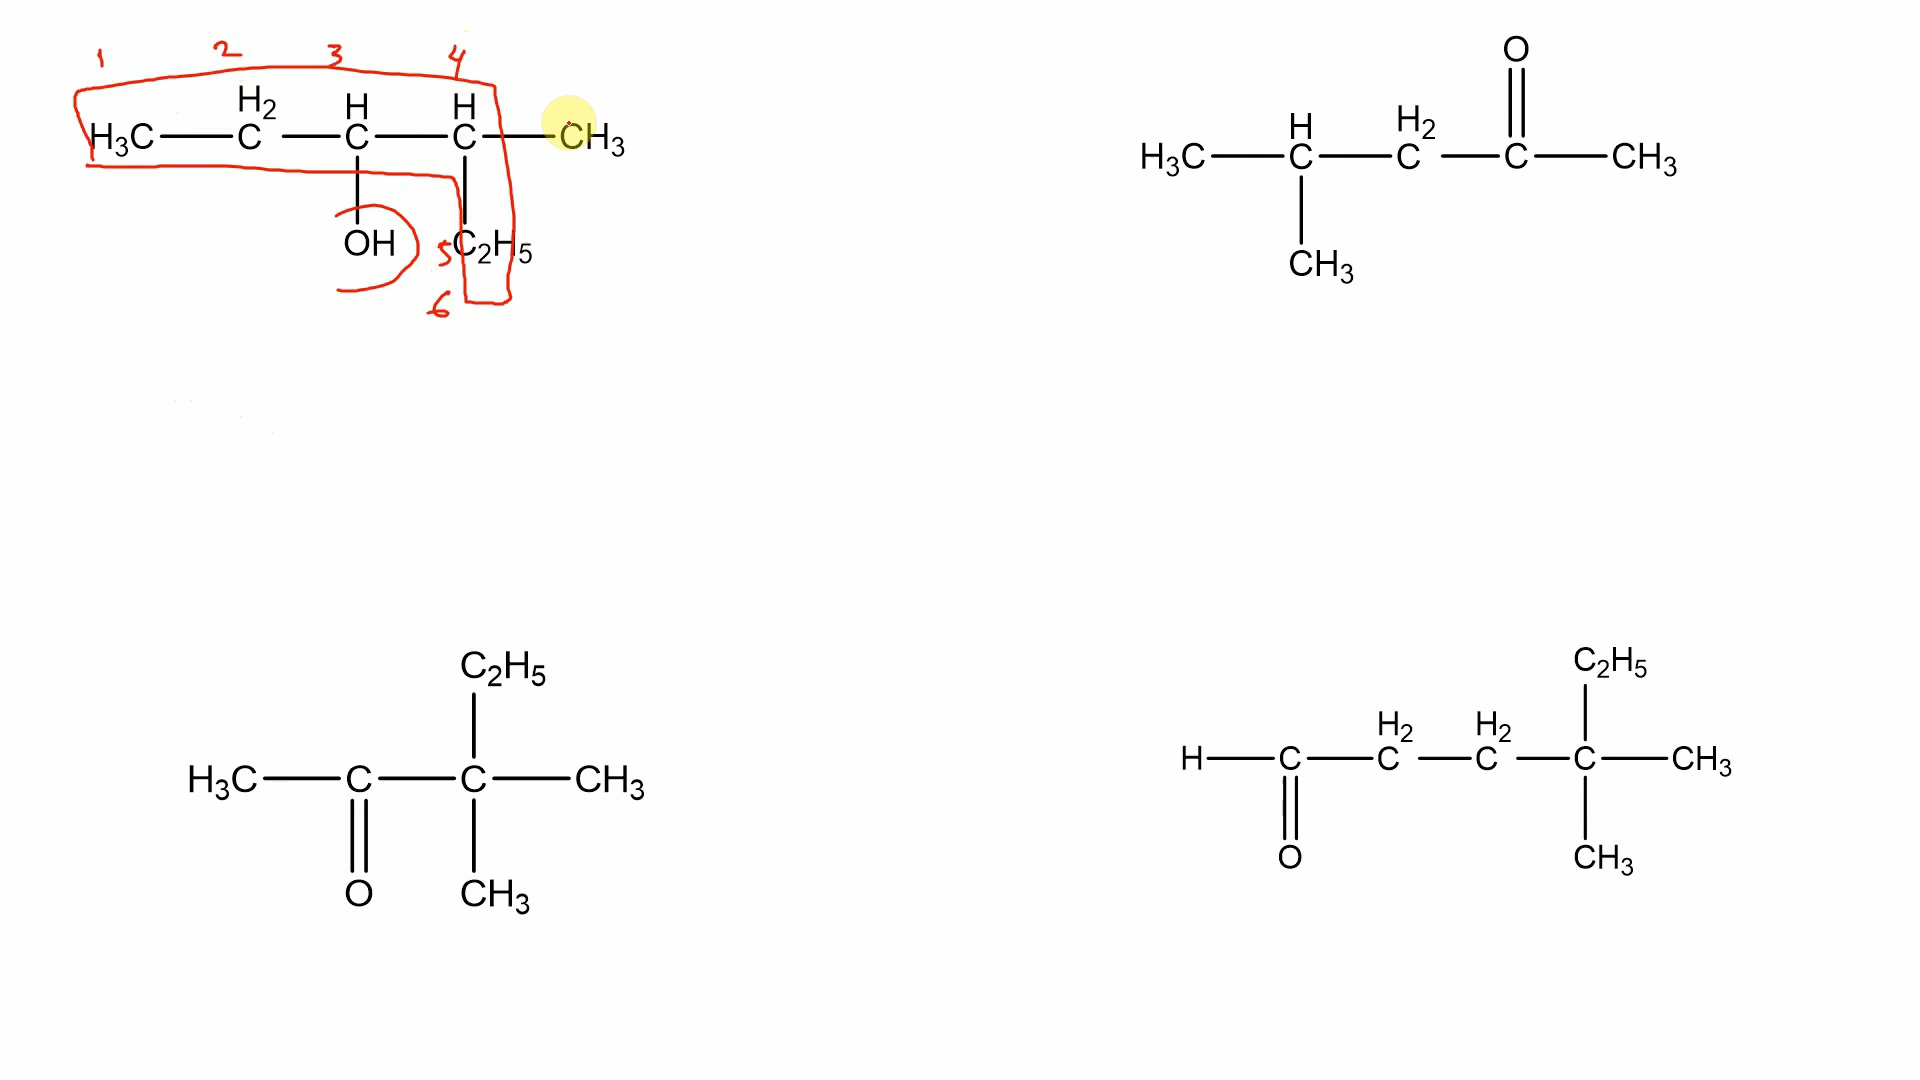 1 2 3 4
H2 H H
H3C C C C CH3
OH 5 C2H5
6
O
H H2
H3C C C C CH3
CH3
C2H5
H3C C C CH3
O CH3
C2H5
H2 H2
H C C C C CH3
O CH3